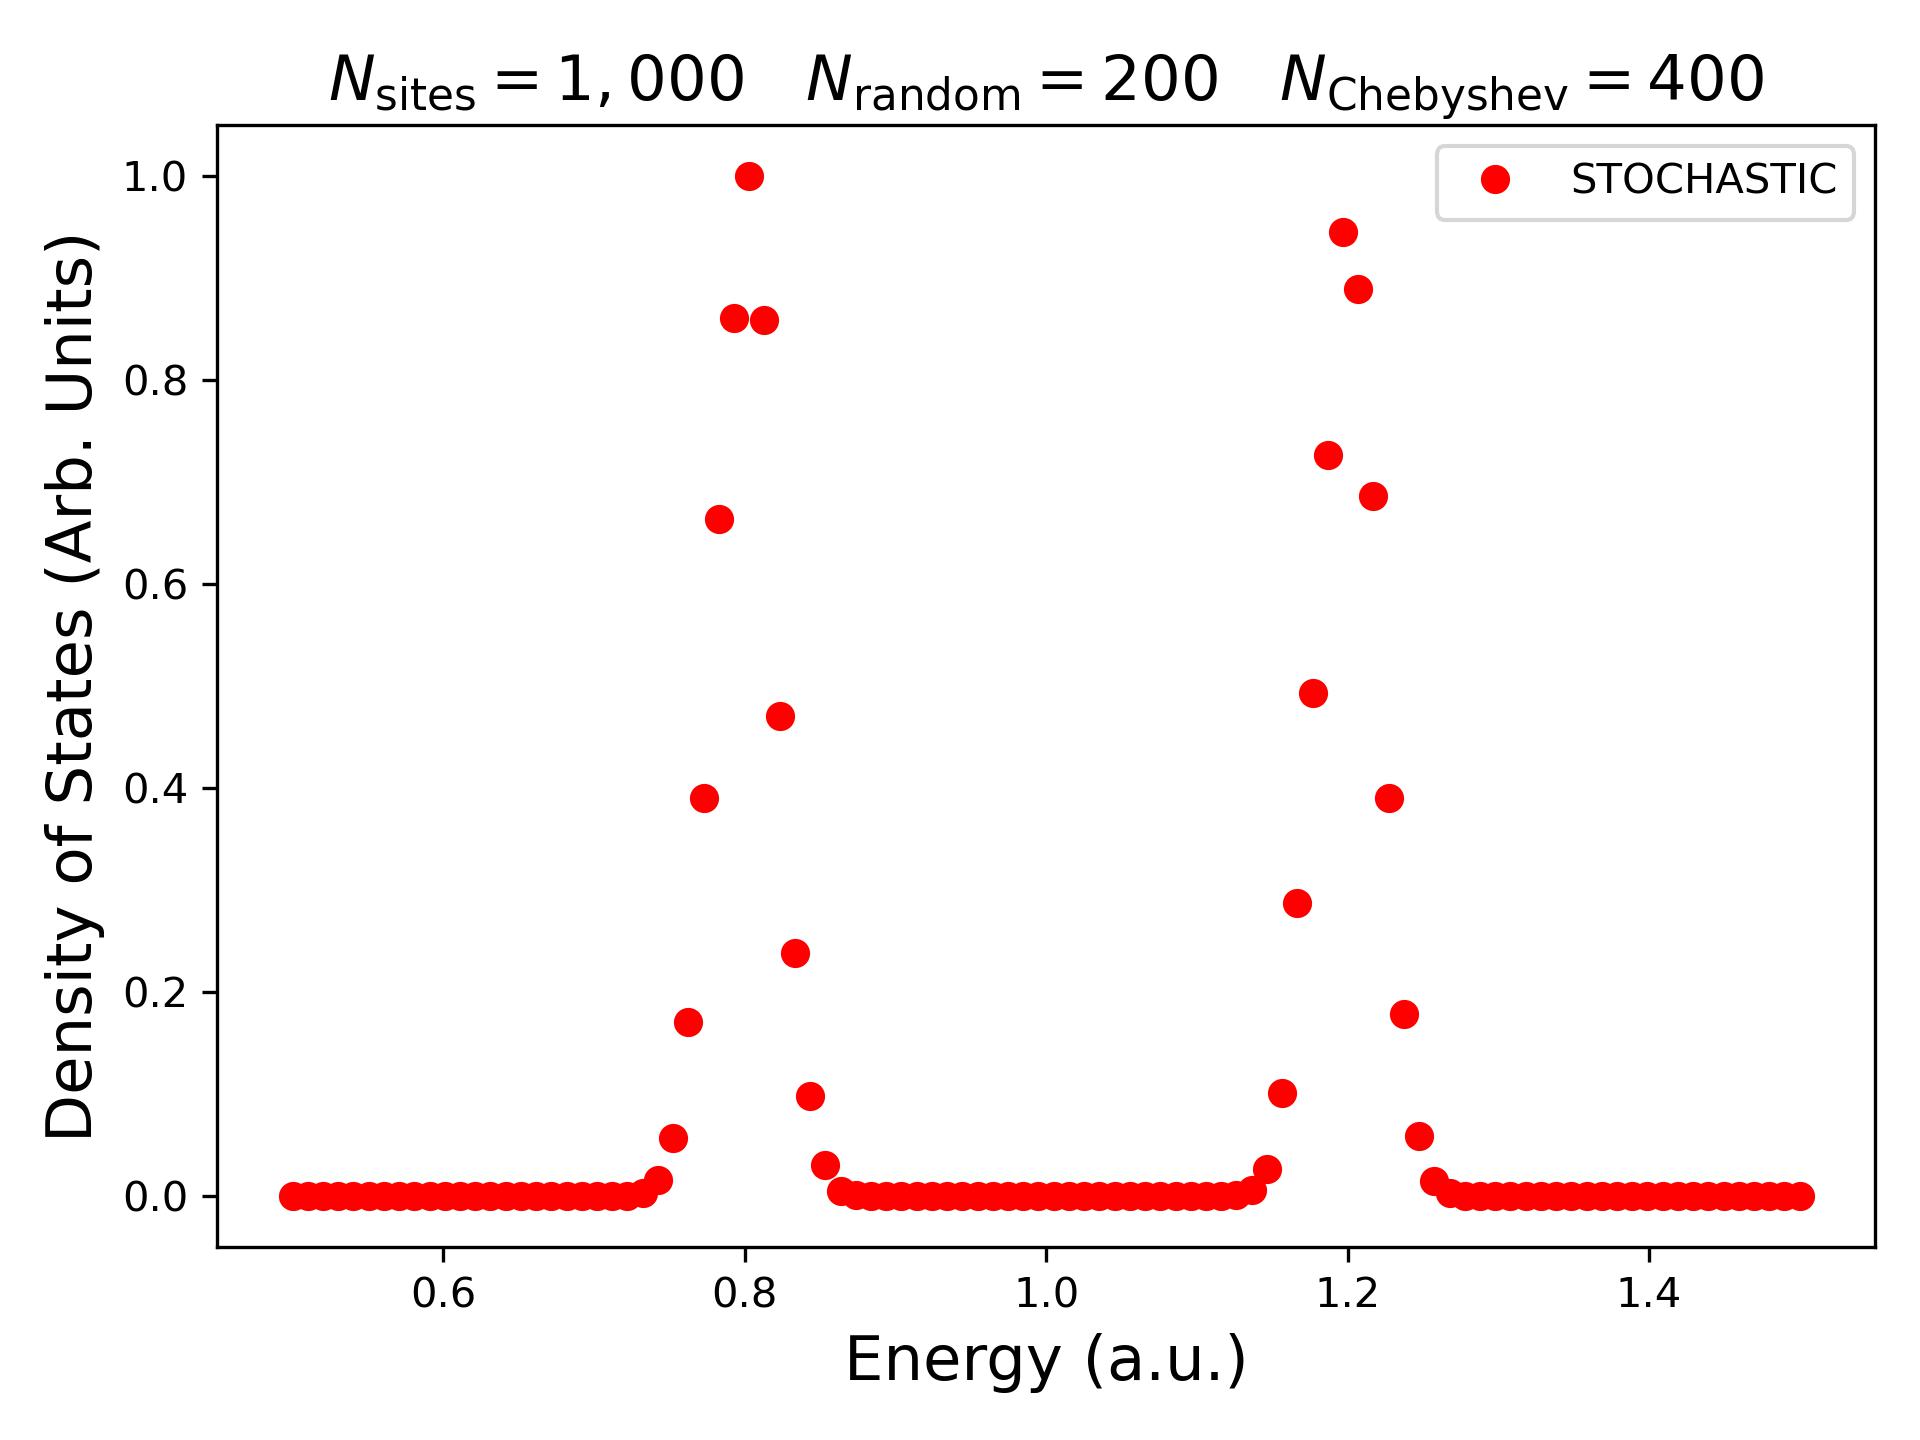 N_sites = 1,000 N_random = 200 N_Chebyshev = 400
STOCHASTIC
Density of States (Arb. Units)
1.0
0.8
0.6
0.4
0.2
0.0
0.6 0.8 1.0 1.2 1.4
Energy (a.u.)